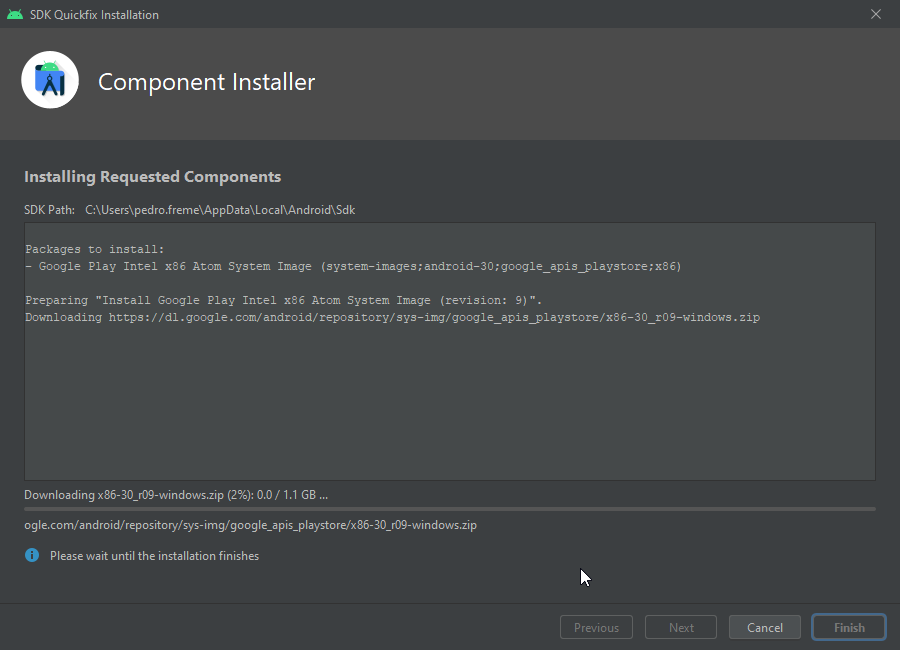 SDK Quickfix Installation
Component Installer
Installing Requested Components
SDK Path: C:\Users\pedro.freme\AppData\Local\Android\Sdk
Packages to install:
- Google Play Intel x86 Atom System Image (system-images;android-30;google_apis_playstore;x86)
Preparing "Install Google Play Intel x86 Atom System Image (revision: 9)".
Downloading https://dl.google.com/android/repository/sys-img/google_apis_playstore/x86-30_r09-windows.zip
Downloading x86-30_r09-windows.zip (2%): 0.0 / 1.1 GB ...
ogle.com/android/repository/sys-img/google_apis_playstore/x86-30_r09-windows.zip
Please wait until the installation finishes
Previous Next Cancel Finish